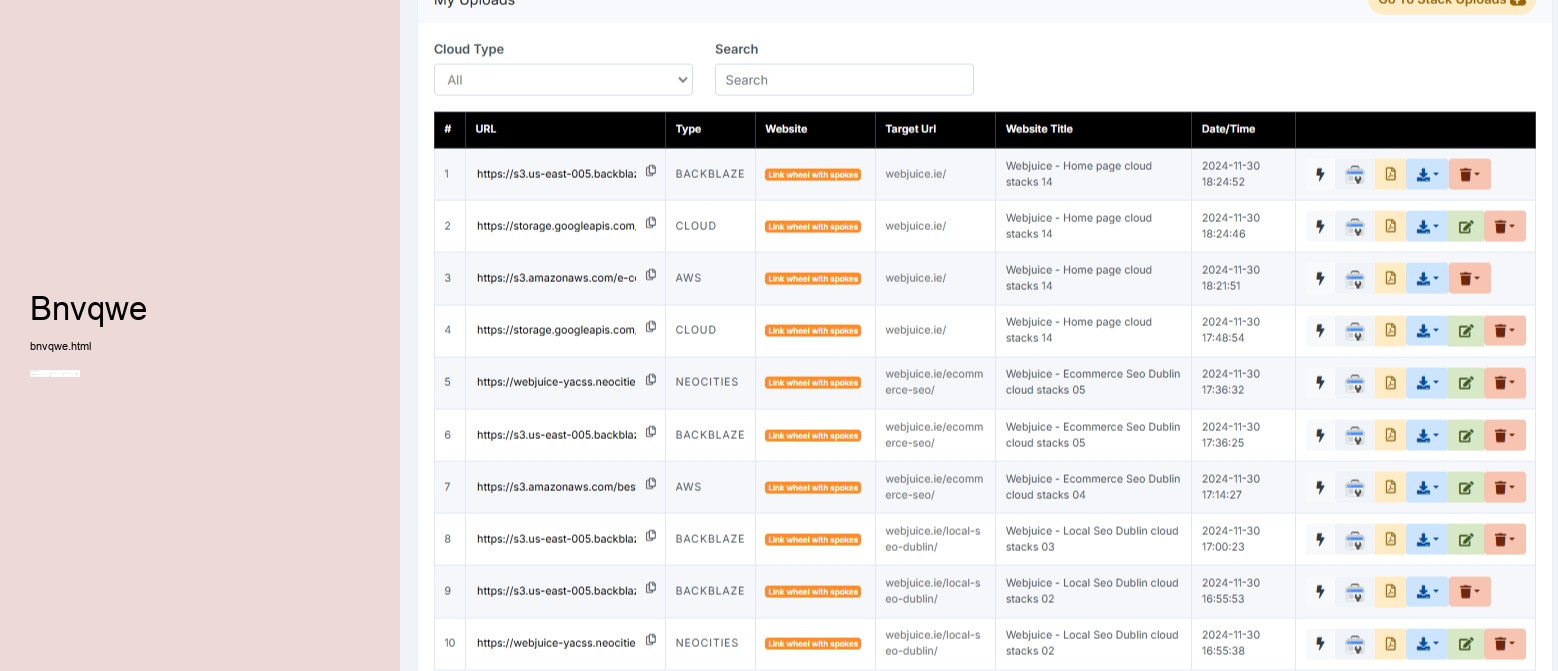 My Uploads
Go To Stack Uploads
Cloud Type
Search
All
Search
# URL Type Website Target Url Website Title Date/Time
1 https://s3.us-east-005.backblaz BACKBLAZE Link wheel with spokes webjuice.ie/ Webjuice - Home page cloud stacks 14 2024-11-30 18:24:52
2 https://storage.googleapis.com, CLOUD Link wheel with spokes webjuice.ie/ Webjuice - Home page cloud stacks 14 2024-11-30 18:24:46
3 https://s3.amazonaws.com/e-c AWS Link wheel with spokes webjuice.ie/ Webjuice - Home page cloud stacks 14 2024-11-30 18:21:51
4 https://storage.googleapis.com, CLOUD Link wheel with spokes webjuice.ie/ Webjuice - Home page cloud stacks 14 2024-11-30 17:48:54
5 https://webjuice-yacss.neocitie NEOCITIES Link wheel with spokes webjuice.ie/ecommerce-seo/ Webjuice - Ecommerce Seo Dublin cloud stacks 05 2024-11-30 17:36:32
6 https://s3.us-east-005.backblaz BACKBLAZE Link wheel with spokes webjuice.ie/ecommerce-seo/ Webjuice - Ecommerce Seo Dublin cloud stacks 05 2024-11-30 17:36:25
7 https://s3.amazonaws.com/bes AWS Link wheel with spokes webjuice.ie/ecommerce-seo/ Webjuice - Ecommerce Seo Dublin cloud stacks 04 2024-11-30 17:14:27
8 https://s3.us-east-005.backblaz BACKBLAZE Link wheel with spokes webjuice.ie/local-seo-dublin/ Webjuice - Local Seo Dublin cloud stacks 03 2024-11-30 17:00:23
9 https://s3.us-east-005.backblaz BACKBLAZE Link wheel with spokes webjuice.ie/local-seo-dublin/ Webjuice - Local Seo Dublin cloud stacks 02 2024-11-30 16:55:53
10 https://webjuice-yacss.neocitie NEOCITIES Link wheel with spokes webjuice.ie/local-seo-dublin/ Webjuice - Local Seo Dublin cloud stacks 02 2024-11-30 16:55:38
Bnvqwe
bnvqwe.html